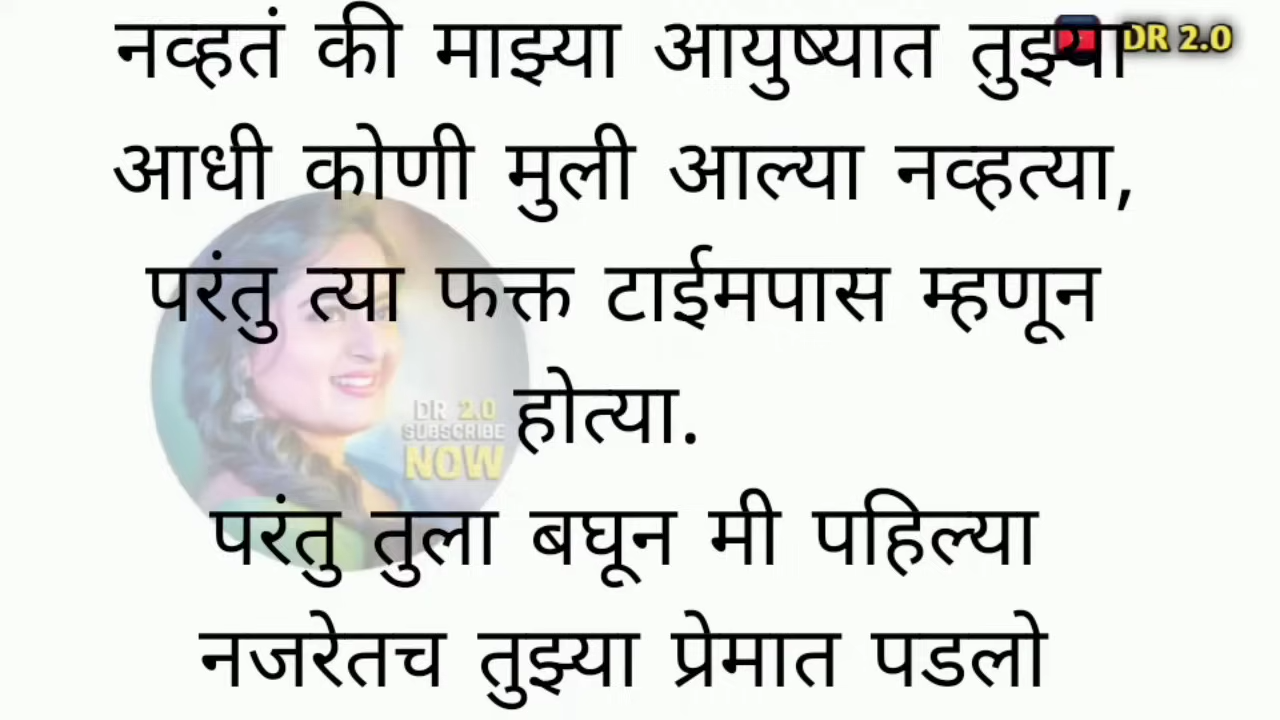 नव्हतं की माझ्या आयुष्यात तुझ्या
DR 2.0
आधी कोणी मुली आल्या नव्हत्या,
परंतु त्या फक्त टाईमपास म्हणून
होत्या.
DR 2.0
SUBSCRIBE
NOW
परंतु तुला बघून मी पहिल्या
नजरेतच तुझ्या प्रेमात पडलो